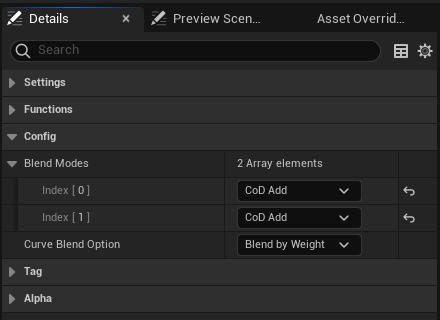 Details
Preview Scen...
Asset Overrid...
Search
Settings
Functions
Config
Blend Modes
2 Array elements
Index [ 0 ]
CoD Add
Index [ 1 ]
CoD Add
Curve Blend Option
Blend by Weight
Tag
Alpha